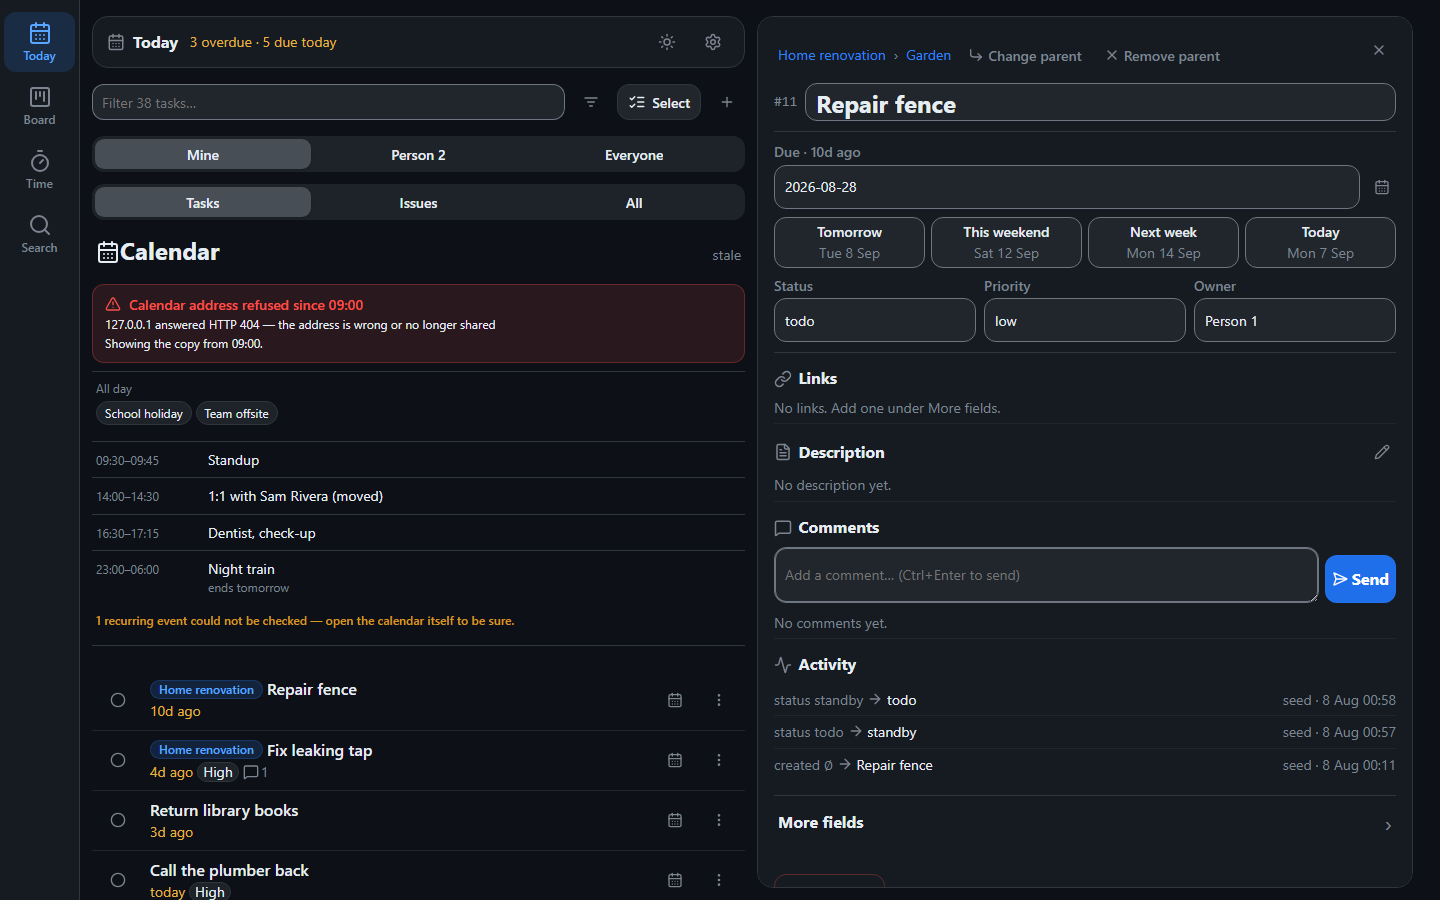 Today
Board
Time
Search
Today 3 overdue · 5 due today
Filter 38 tasks...
Select
Mine Person 2 Everyone
Tasks Issues All
Calendar
stale
Calendar address refused since 09:00
127.0.0.1 answered HTTP 404 — the address is wrong or no longer shared
Showing the copy from 09:00.
All day
School holiday Team offsite
09:30–09:45 Standup
14:00–14:30 1:1 with Sam Rivera (moved)
16:30–17:15 Dentist, check-up
23:00–06:00 Night train
ends tomorrow
1 recurring event could not be checked — open the calendar itself to be sure.
Home renovation Repair fence
10d ago
Home renovation Fix leaking tap
4d ago High 1
Return library books
3d ago
Call the plumber back
today High
Home renovation › Garden Change parent Remove parent
#11 Repair fence
Due · 10d ago
2026-08-28
Tomorrow This weekend Next week Today
Tue 8 Sep Sat 12 Sep Mon 14 Sep Mon 7 Sep
Status Priority Owner
todo low Person 1
Links
No links. Add one under More fields.
Description
No description yet.
Comments
Add a comment... (Ctrl+Enter to send)
Send
No comments yet.
Activity
status standby → todo seed · 8 Aug 00:58
status todo → standby seed · 8 Aug 00:57
created ∅ → Repair fence seed · 8 Aug 00:11
More fields